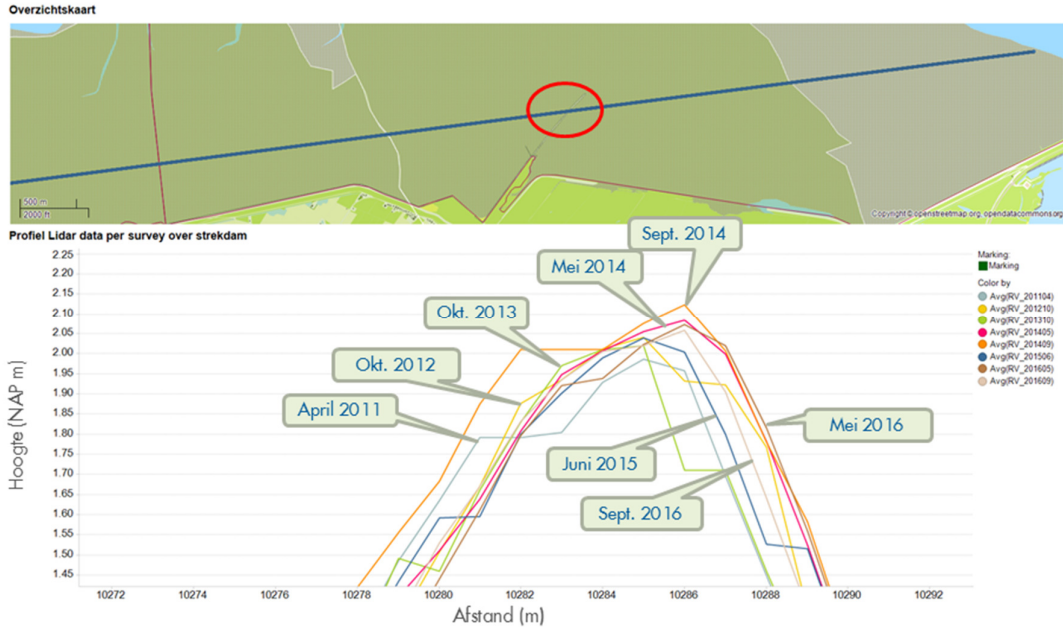 Overzichtskaart
500 m
2000 ft
Copyright © openstreetmap.org, opendatacommons.org
Profiel Lidar data per survey over strekdam
Sept. 2014
Mei 2014
Okt. 2013
Okt. 2012
April 2011
Juni 2015
Sept. 2016
Mei 2016
Marking:
Marking
Color by
Avg(RV_201104)
Avg(RV_201210)
Avg(RV_201310)
Avg(RV_201405)
Avg(RV_201409)
Avg(RV_201506)
Avg(RV_201605)
Avg(RV_201609)
Hoogte (NAP m)
2.25
2.20
2.15
2.10
2.05
2.00
1.95
1.90
1.85
1.80
1.75
1.70
1.65
1.60
1.55
1.50
1.45
10272 10274 10276 10278 10280 10282 10284 10286 10288 10290 10292
Afstand (m)